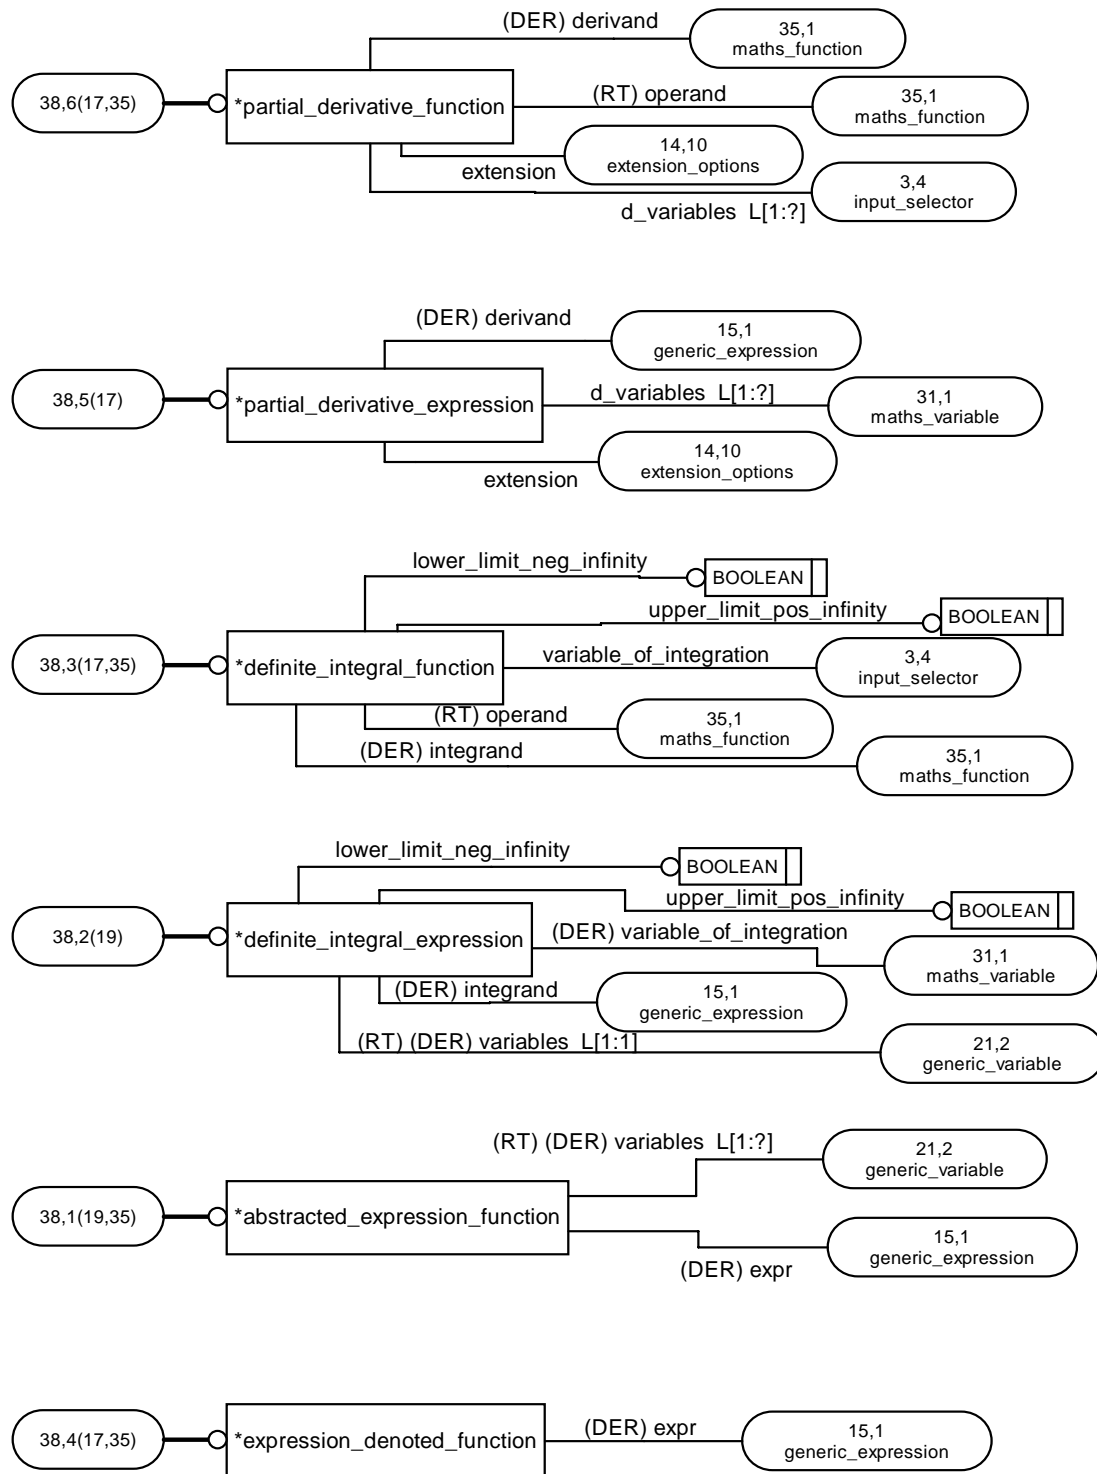 (DER) derivand
35,1
maths_function
38,6(17,35)
*partial_derivative_function
(RT) operand
35,1
maths_function
extension
14,10
extension_options
d_variables L[1:?]
3,4
input_selector
(DER) derivand
15,1
generic_expression
38,5(17)
*partial_derivative_expression
d_variables L[1:?]
31,1
maths_variable
extension
14,10
extension_options
lower_limit_neg_infinity
BOOLEAN
upper_limit_pos_infinity
BOOLEAN
38,3(17,35)
*definite_integral_function
variable_of_integration
3,4
input_selector
(RT) operand
35,1
maths_function
(DER) integrand
35,1
maths_function
lower_limit_neg_infinity
BOOLEAN
upper_limit_pos_infinity
BOOLEAN
38,2(19)
*definite_integral_expression
(DER) variable_of_integration
31,1
maths_variable
(DER) integrand
15,1
generic_expression
(RT) (DER) variables L[1:1]
21,2
generic_variable
(RT) (DER) variables L[1:?]
21,2
generic_variable
38,1(19,35)
*abstracted_expression_function
(DER) expr
15,1
generic_expression
38,4(17,35)
*expression_denoted_function
(DER) expr
15,1
generic_expression